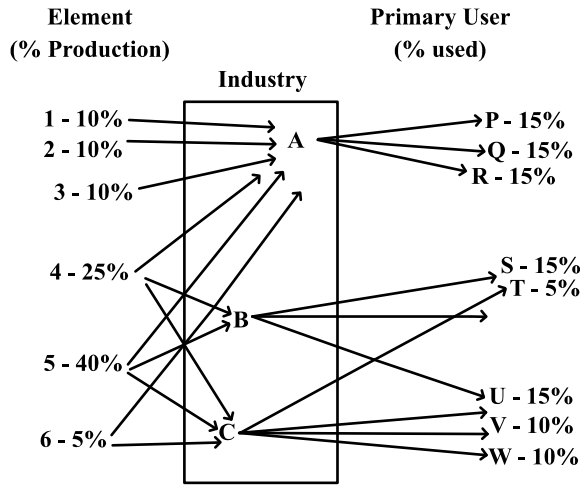 Element
(% Production)
Primary User
(% used)
Industry
1 - 10%
2 - 10%
3 - 10%
4 - 25%
5 - 40%
6 - 5%
A
B
C
P - 15%
Q - 15%
R - 15%
S - 15%
T - 5%
U - 15%
V - 10%
W - 10%